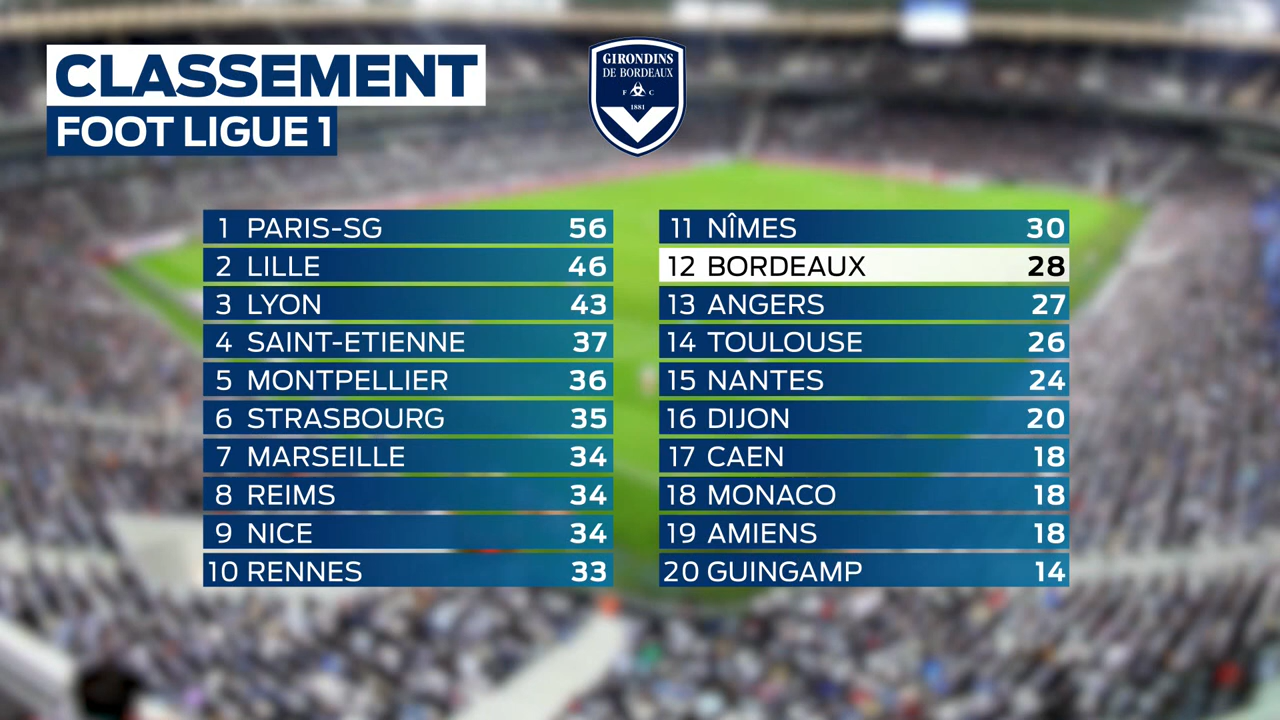 CLASSEMENT
FOOT LIGUE 1
GIRONDINS
DE BORDEAUX
F C
1881
1 PARIS-SG 56
2 LILLE 46
3 LYON 43
4 SAINT-ETIENNE 37
5 MONTPELLIER 36
6 STRASBOURG 35
7 MARSEILLE 34
8 REIMS 34
9 NICE 34
10 RENNES 33
11 NÎMES 30
12 BORDEAUX 28
13 ANGERS 27
14 TOULOUSE 26
15 NANTES 24
16 DIJON 20
17 CAEN 18
18 MONACO 18
19 AMIENS 18
20 GUINGAMP 14